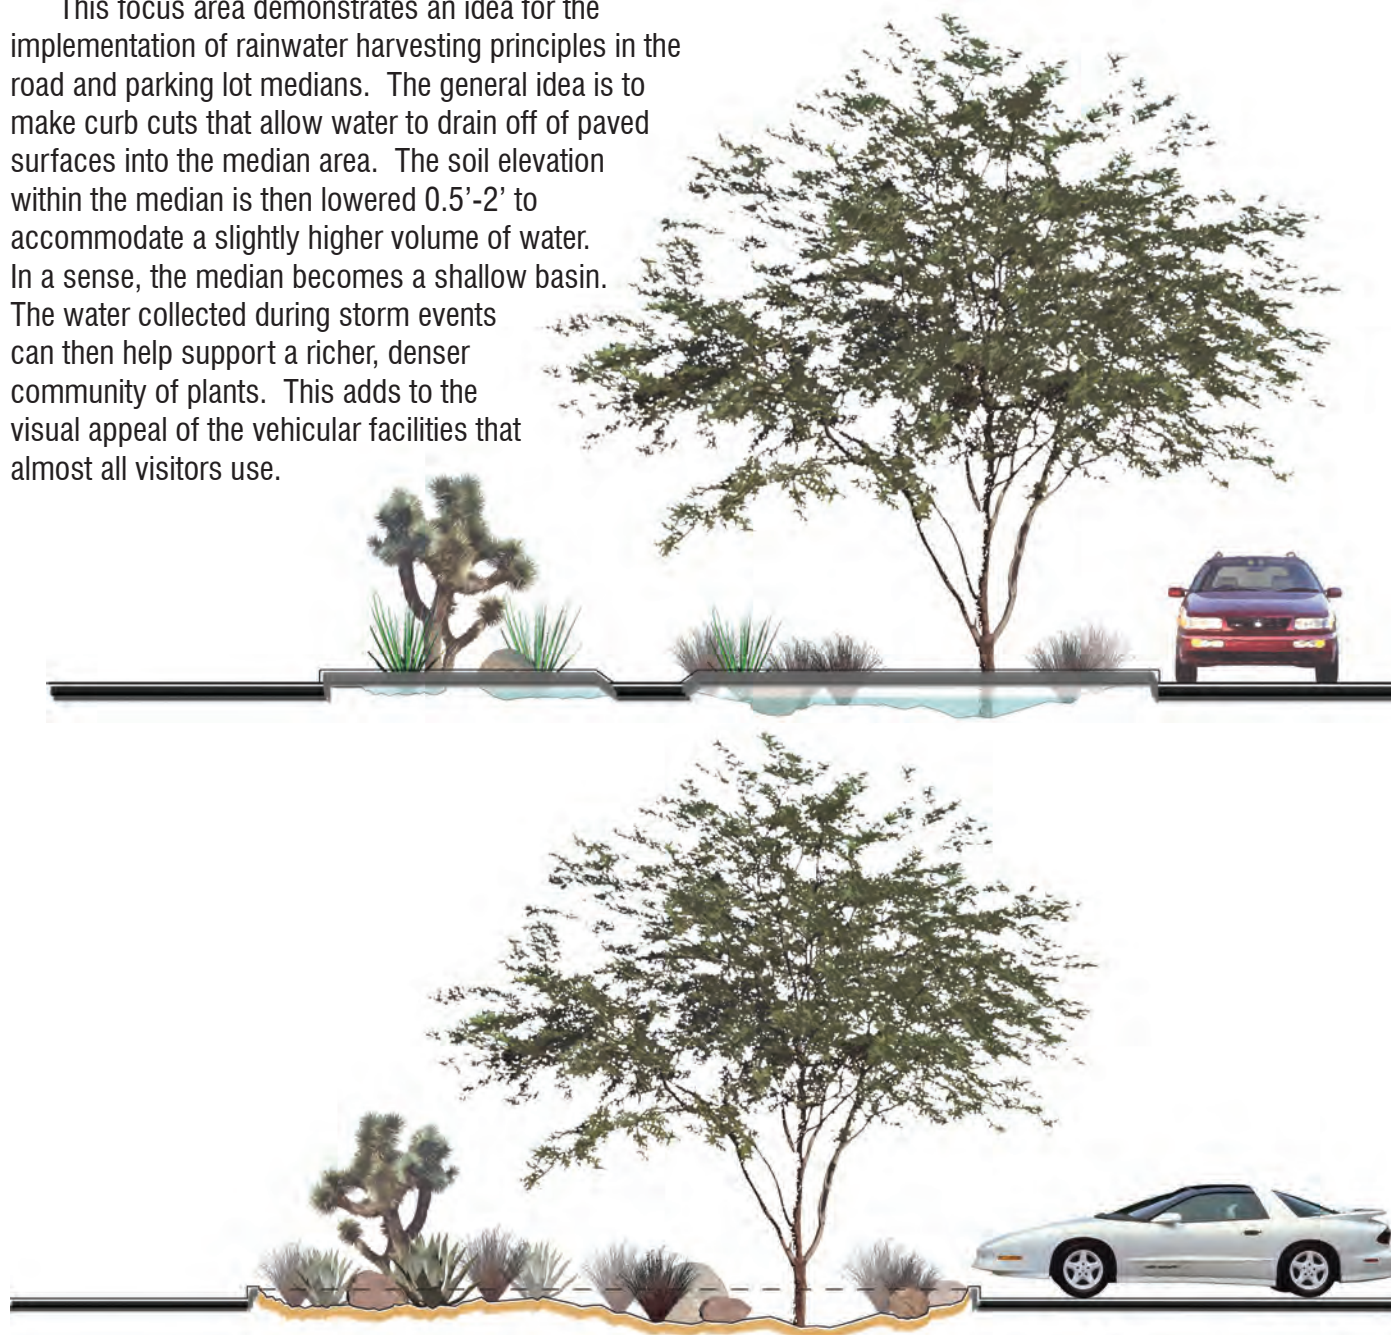 This focus area demonstrates an idea for the
implementation of rainwater harvesting principles in the
road and parking lot medians.  The general idea is to
make curb cuts that allow water to drain off of paved
surfaces into the median area.  The soil elevation
within the median is then lowered 0.5’-2’ to
accommodate a slightly higher volume of water.
In a sense, the median becomes a shallow basin.
The water collected during storm events
can then help support a richer, denser
community of plants.  This adds to the
visual appeal of the vehicular facilities that
almost all visitors use.